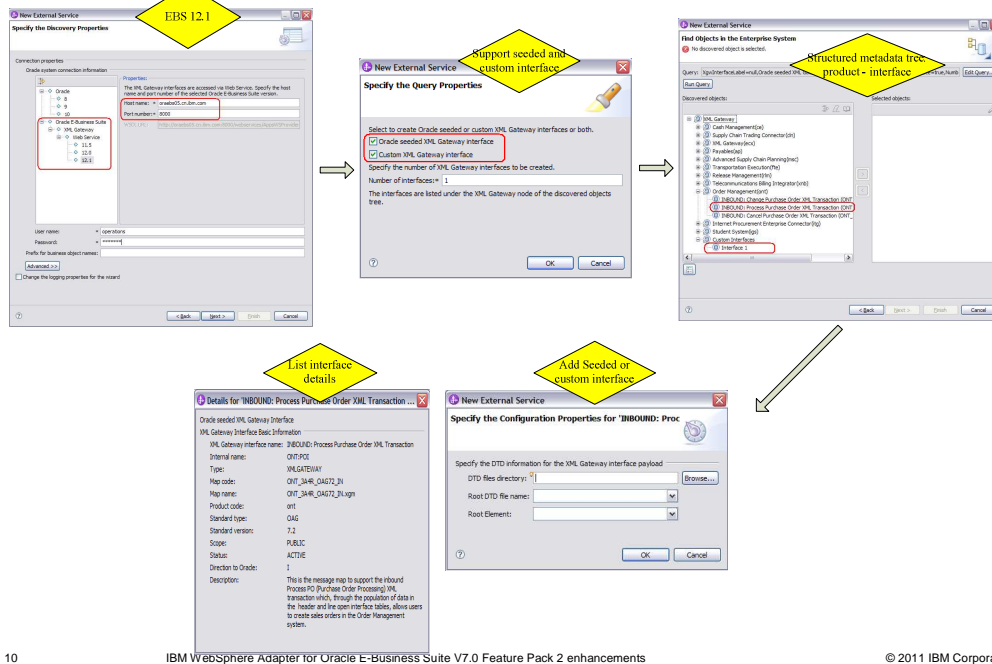 EBS 12.1
New External Service
Specify the Discovery Properties
Connection properties
Oracle system connection information
Oracle
8
9
10
Oracle E-Business Suite
XML Gateway
Web Service
11.5
12.0
12.1
Properties:
The XML Gateway interfaces are accessed via Web Service. Specify the host
name and port number of the selected Oracle E-Business Suite version.
Host name: *
Port number:* 8000
User name: * operations
Password: * *******
Prefix for business object names:
Advanced >>
Change the logging properties for the wizard
< Back Next > Finish Cancel
Support seeded and
custom interface
New External Service
Specify the Query Properties
Select to create Oracle seeded or custom XML Gateway interfaces or both.
Oracle seeded XML Gateway interface
Custom XML Gateway interface
Specify the number of XML Gateway interfaces to be created.
Number of interfaces:* 1
The interfaces are listed under the XML Gateway node of the discovered objects
tree.
OK Cancel
New External Service
Find Objects in the Enterprise System
No discovered object is selected.
Structured metadata tree.
product - interface
Query: XgwInterfaceLabel=null,Oracle seeded XML =true,Numb Edit Query...
Run Query
Discovered objects: Selected objects:
XML Gateway
Cash Management(ce)
Supply Chain Trading Connector(cln)
XML Gateway(ecx)
Payables(ap)
Advanced Supply Chain Planning(msc)
Transportation Execution(fte)
Release Management(rlm)
Telecommunications Billing Integrator(xnb)
Order Management(ont)
INBOUND: Change Purchase Order XML Transaction (ONT
INBOUND: Process Purchase Order XML Transaction (ONT
INBOUND: Cancel Purchase Order XML Transaction (ONT_
Internet Procurement Enterprise Connector(itg)
Student System(igs)
Custom Interfaces
Interface 1
< Back Next > Finish Cancel
List interface
details
Details for 'INBOUND: Process Purchase Order XML Transaction ...
Oracle seeded XML Gateway Interface
XML Gateway Interface Basic Information
XML Gateway interface name: INBOUND: Process Purchase Order XML Transaction
Internal name: ONT:POI
Type: XMLGATEWAY
Map code: ONT_3A4R_OAG72_IN
Map name: ONT_3A4R_OAG72_IN.xgm
Product code: ont
Standard type: OAG
Standard version: 7.2
Scope: PUBLIC
Status: ACTIVE
Direction to Oracle: I
Description: This is the message map to support the inbound
Process PO (Purchase Order Processing) XML
transaction which, through the population of data in
the header and line open interface tables, allows users
to create sales orders in the Order Management
system.
Add Seeded or
custom interface
New External Service
Specify the Configuration Properties for 'INBOUND: Proc
Specify the DTD information for the XML Gateway interface payload
DTD files directory: Browse...
Root DTD file name:
Root Element:
OK Cancel
10 IBM WebSphere Adapter for Oracle E-Business Suite V7.0 Feature Pack 2 enhancements © 2011 IBM Corpora